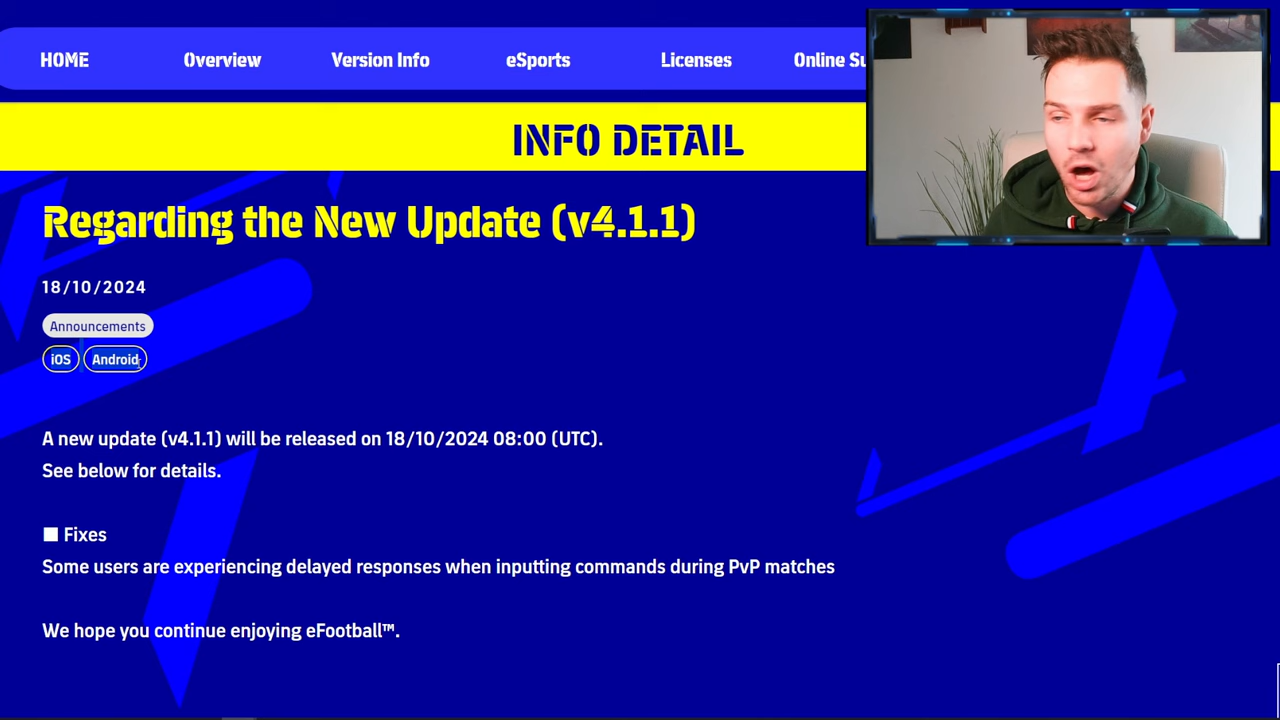 HOME Overview Version Info eSports Licenses Online
INFO DETAIL
Regarding the New Update (v4.1.1)
18/10/2024
Announcements
iOS Android
A new update (v4.1.1) will be released on 18/10/2024 08:00 (UTC).
See below for details.
■ Fixes
Some users are experiencing delayed responses when inputting commands during PvP matches
We hope you continue enjoying eFootball™.